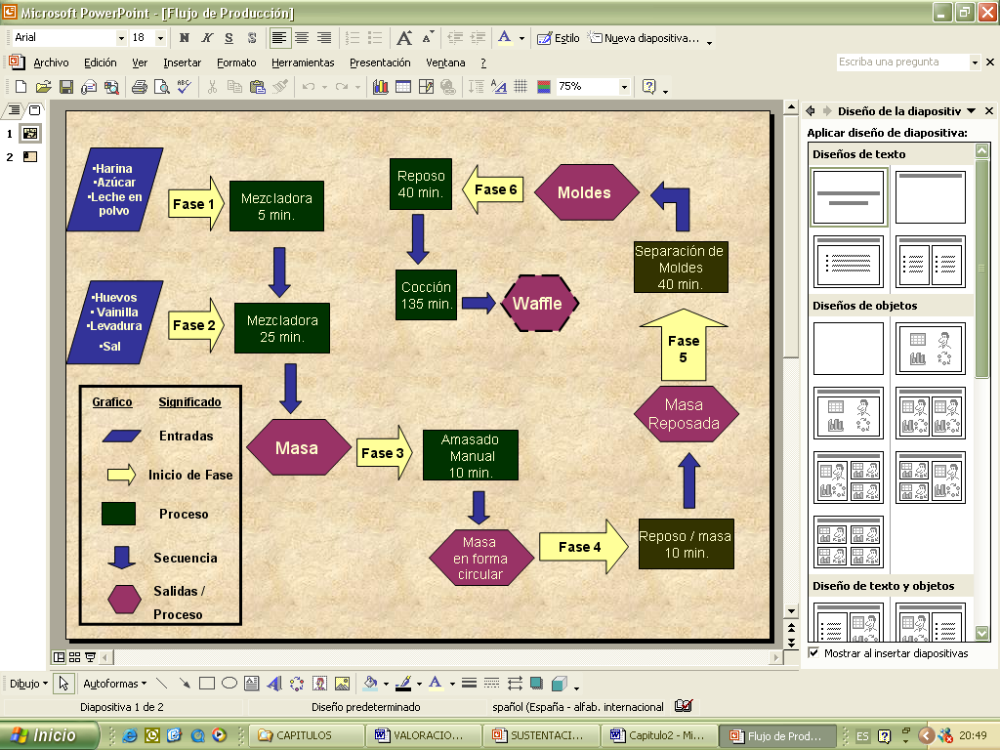 Microsoft PowerPoint - [Flujo de Producción]
Arial 18 N K S S Estilo Nueva diapositiva...
Archivo Edición Ver Insertar Formato Herramientas Presentación Ventana ? Escriba una pregunta
75%
Diseño de la diapositiv
Aplicar diseño de diapositiva:
Diseños de texto
Diseños de objetos
Diseño de texto y objetos
Mostrar al insertar diapositivas
1
2
•Harina
•Azúcar
•Leche en
polvo
Fase 1
Mezcladora
5 min.
•Huevos
• Vainilla
•Levadura
•Sal
Fase 2
Mezcladora
25 min.
Masa
Fase 3
Amasado
Manual
10 min.
Masa
en forma
circular
Fase 4
Reposo / masa
10 min.
Masa
Reposada
Fase
5
Separación de
Moldes
40 min.
Moldes
Fase 6
Reposo
40 min.
Cocción
135 min.
Waffle
Grafico Significado
Entradas
Inicio de Fase
Proceso
Secuencia
Salidas /
Proceso
Dibujo Autoformas
Diapositiva 1 de 2 Diseño predeterminado spañol (España - alfab. internacional
Inicio CAPITULOS VALORACIO... SUSTENTACI... Capitulo2 - Mi... Flujo de Prod... ES 20:49